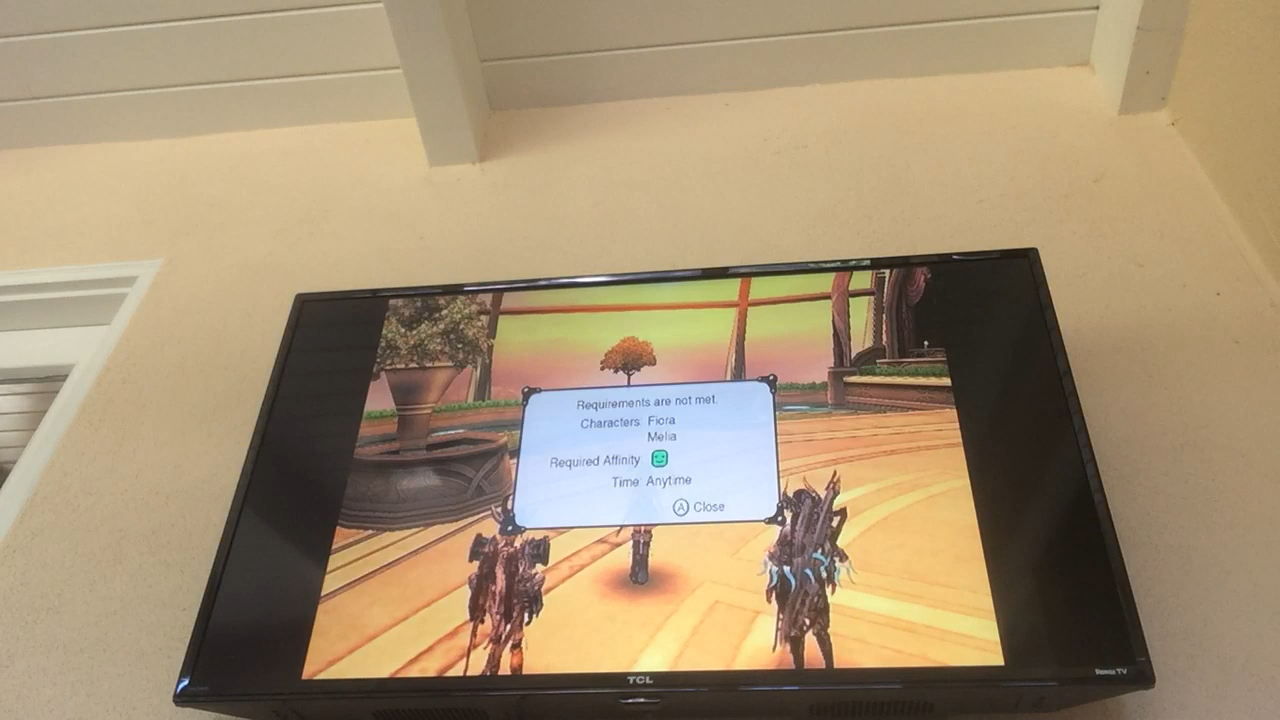 Requirements are not met.
Characters: Fiora
Melia
Required Affinity:
Time: Anytime
A Close
TCL
Roku TV